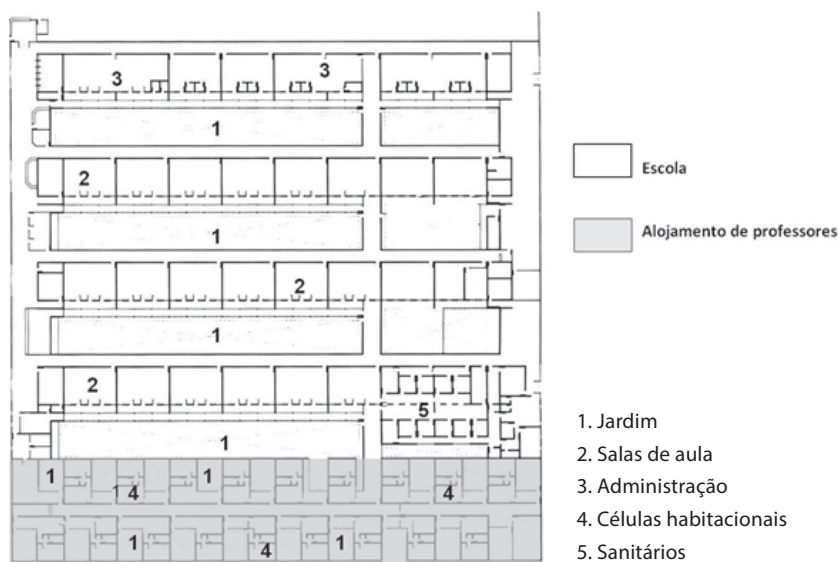 3 3
1
2
1
2
1
2
5
1
1 1
1 4 4
1 4 1
Escola
Alojamento de professores
1. Jardim
2. Salas de aula
3. Administração
4. Células habitacionais
5. Sanitários